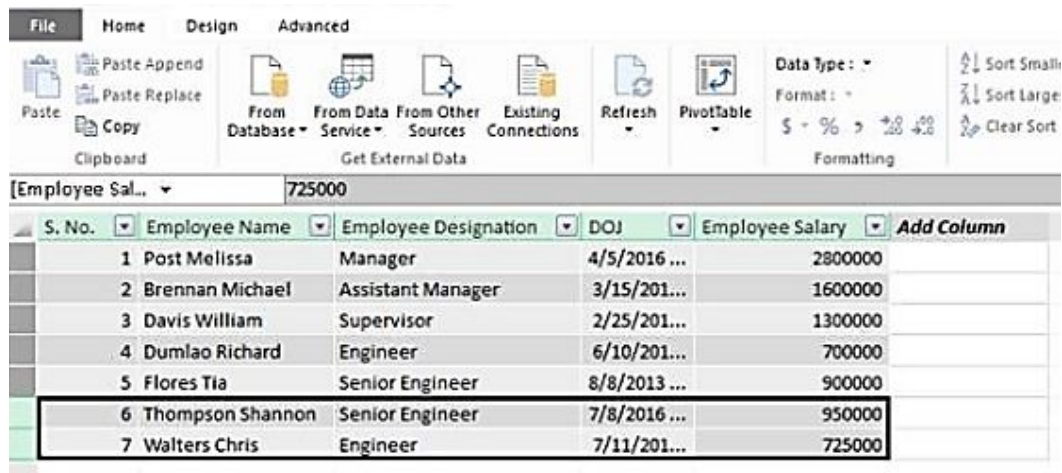 File Home Design Advanced
Paste
Paste Append
Paste Replace
Copy
Clipboard
From Database
From Data Service
From Other Sources
Existing Connections
Get External Data
Refresh
PivotTable
Data Type :
Format :
$ % ,
Formatting
Sort Smalle
Sort Large
Clear Sort
[Employee Sal... 725000
S. No. Employee Name Employee Designation DOJ Employee Salary Add Column
1 Post Melissa Manager 4/5/2016 ... 2800000
2 Brennan Michael Assistant Manager 3/15/201... 1600000
3 Davis William Supervisor 2/25/201... 1300000
4 Dumlao Richard Engineer 6/10/201... 700000
5 Flores Tia Senior Engineer 8/8/2013 ... 900000
6 Thompson Shannon Senior Engineer 7/8/2016 ... 950000
7 Walters Chris Engineer 7/11/201... 725000